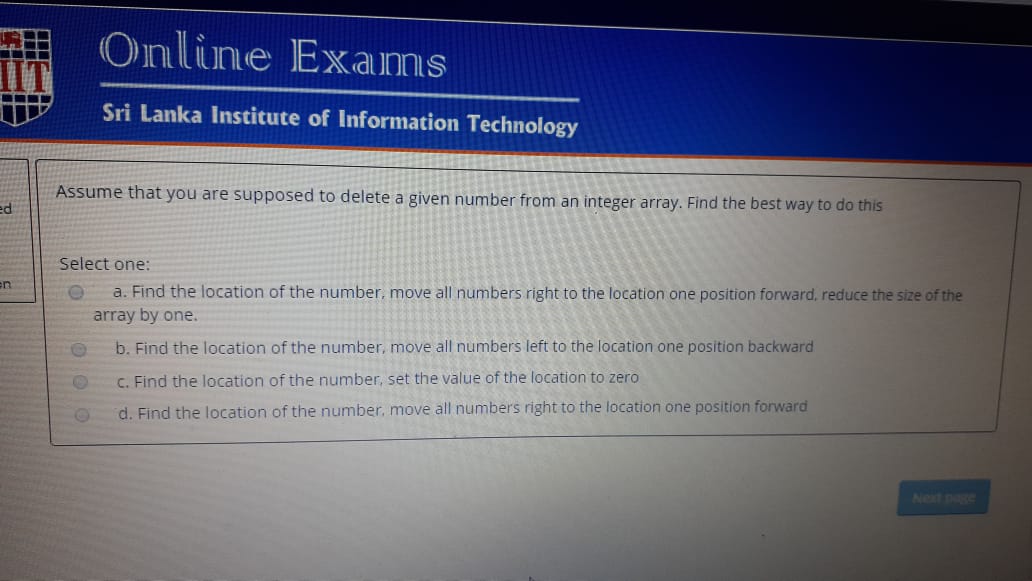 Online Exams
IIT
Sri Lanka Institute of Information Technology
Assume that you are supposed to delete a given number from an integer array. Find the best way to do this
ed
Select one:
en
a. Find the location of the number, move all numbers right to the location one position forward, reduce the size of the
array by one.
b. Find the location of the number, move all numbers left to the location one position backward
c. Find the location of the number, set the value of the location to zero
d. Find the location of the number, move all numbers right to the location one position forward
Next page